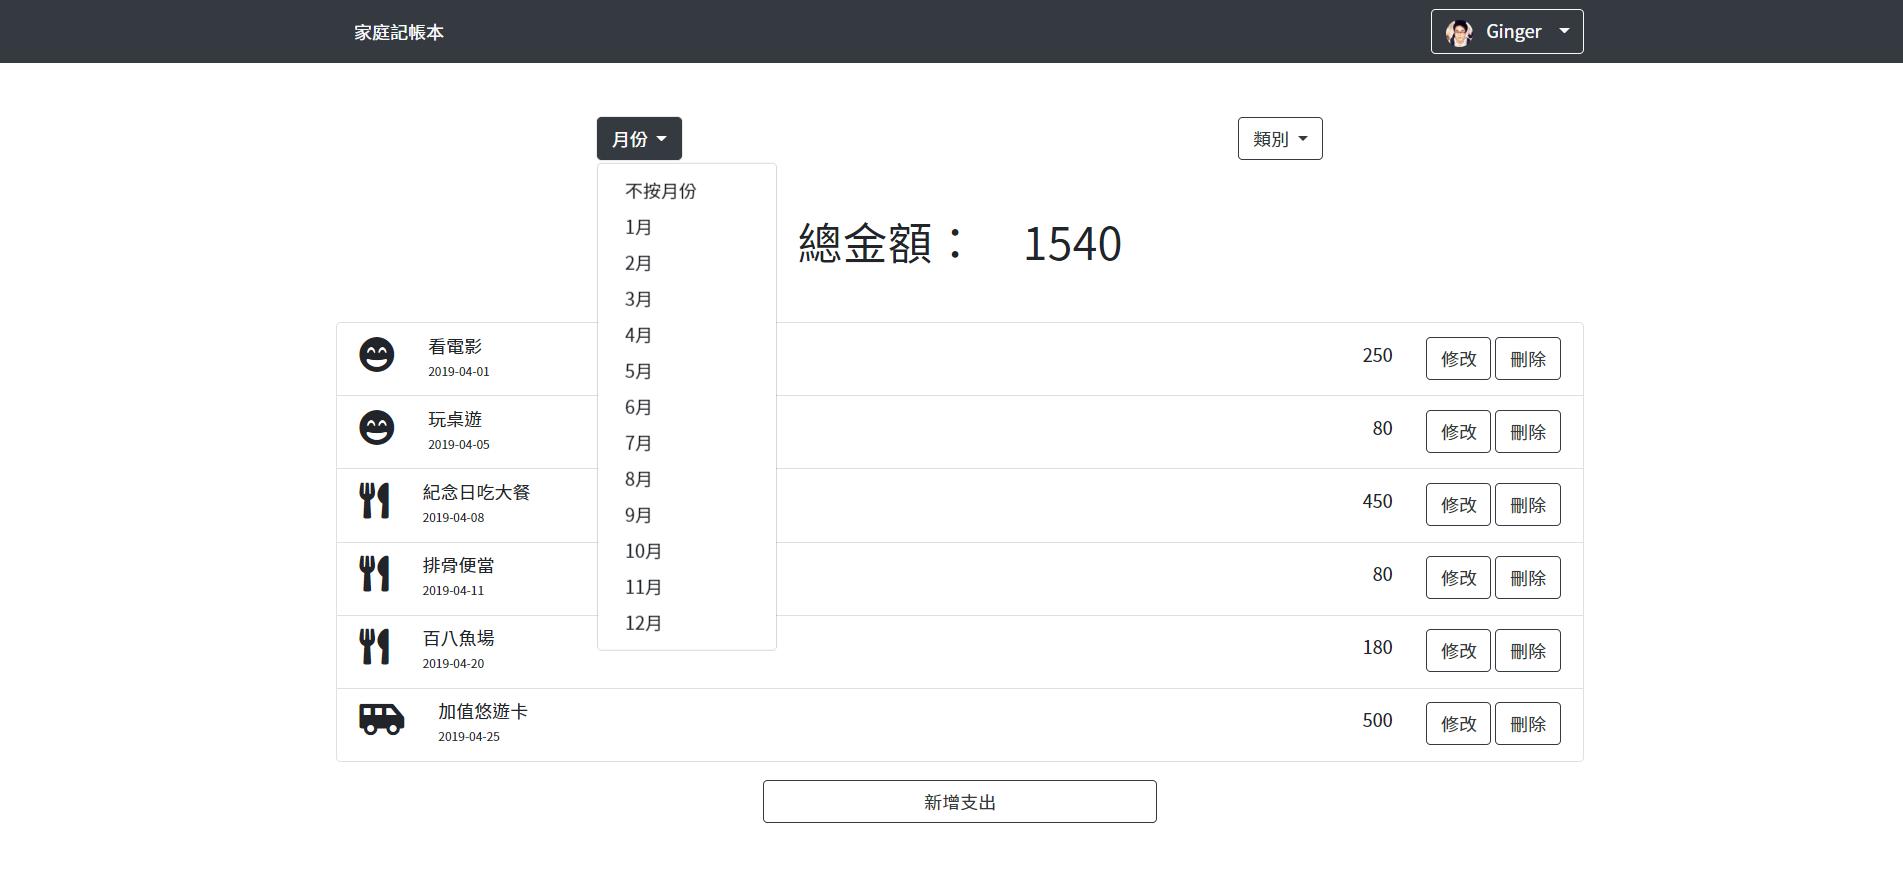 家庭記帳本
Ginger
月份
類別
不按月份
1月
2月
3月
4月
5月
6月
7月
8月
9月
10月
11月
12月
總金額： 1540
看電影
2019-04-01
250 修改 刪除
玩桌遊
2019-04-05
80 修改 刪除
紀念日吃大餐
2019-04-08
450 修改 刪除
排骨便當
2019-04-11
80 修改 刪除
百八魚場
2019-04-20
180 修改 刪除
加值悠遊卡
2019-04-25
500 修改 刪除
新增支出